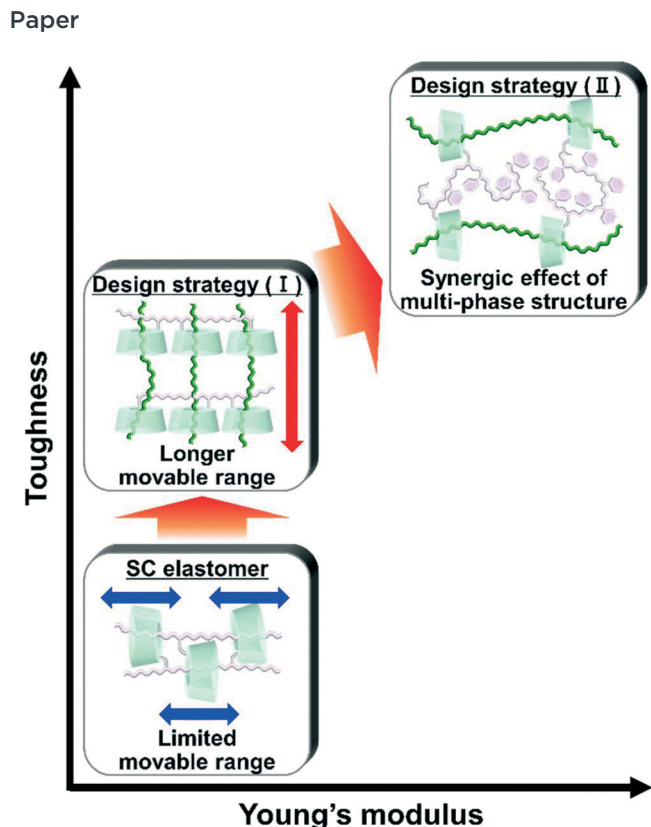 Paper
Design strategy (Ⅱ)
Synergic effect of
multi-phase structure
Design strategy (Ⅰ)
Longer
movable range
SC elastomer
Limited
movable range
Toughness
Young's modulus